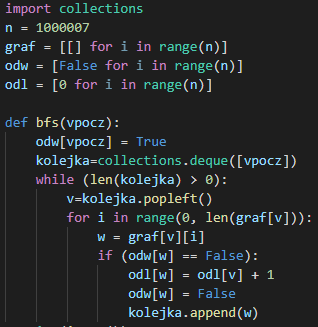 import collections
n = 1000007
graf = [[] for i in range(n)]
odw = [False for i in range(n)]
odl = [0 for i in range(n)]
def bfs(vpocz):
odw[vpocz] = True
kolejka=collections.deque([vpocz])
while (len(kolejka) > 0):
v=kolejka.popleft()
for i in range(0, len(graf[v])):
w = graf[v][i]
if (odw[w] == False):
odl[w] = odl[v] + 1
odw[w] = False
kolejka.append(w)